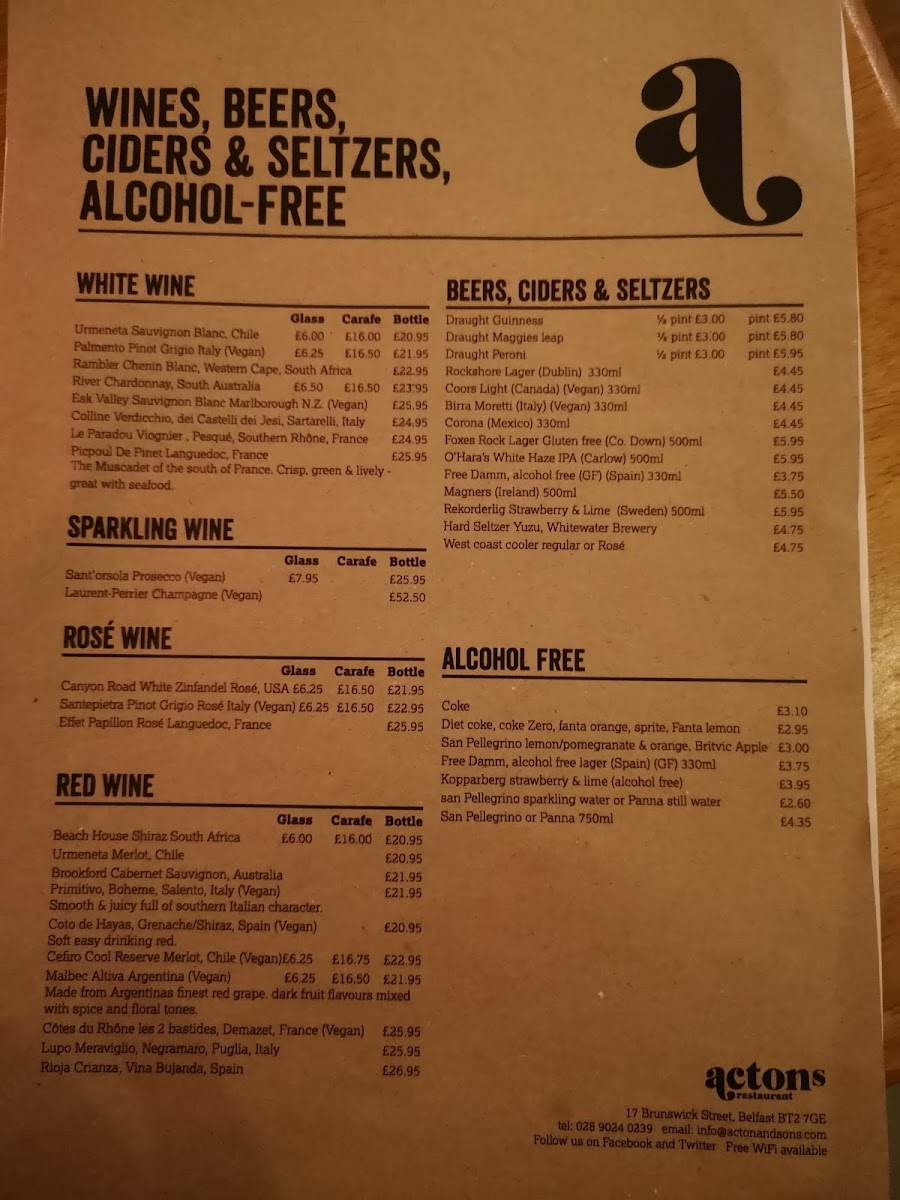 WINES, BEERS,
CIDERS & SELTZERS,
ALCOHOL-FREE
a
WHITE WINE
Glass Carafe Bottle
Urmeneta Sauvignon Blanc, Chile £6.00 £16.00 £20.95
Palmento Pinot Grigio Italy (Vegan) £6.25 £16.50 £21.95
Rambler Chenin Blanc, Western Cape, South Africa £22.95
River Chardonnay, South Australia £6.50 £16.50 £23.95
Esk Valley Sauvignon Blanc Marlborough N.Z. (Vegan) £25.95
Colline Verdicchio, dei Castelli dei Jesi, Sartarelli, Italy £24.95
Le Paradou Viognier , Pesqué, Southern Rhône, France £24.95
Picpoul De Pinet Languedoc, France £25.95
The Muscadet of the south of France. Crisp, green & lively -
great with seafood.
SPARKLING WINE
Glass Carafe Bottle
Sant'orsola Prosecco (Vegan) £7.95 £25.95
Laurent-Perrier Champagne (Vegan) £52.50
ROSÉ WINE
Glass Carafe Bottle
Canyon Road White Zinfandel Rosé, USA £6.25 £16.50 £21.95
Santepietra Pinot Grigio Rosé Italy (Vegan) £6.25 £16.50 £22.95
Effet Papillon Rosé Languedoc, France £25.95
RED WINE
Glass Carafe Bottle
Beach House Shiraz South Africa £6.00 £16.00 £20.95
Urmeneta Merlot, Chile £20.95
Brookford Cabernet Sauvignon, Australia £21.95
Primitivo, Boheme, Salento, Italy (Vegan) £21.95
Smooth & juicy full of southern Italian character.
Coto de Hayas, Grenache/Shiraz, Spain (Vegan) £20.95
Soft easy drinking red.
Cefiro Cool Reserve Merlot, Chile (Vegan)£6.25 £16.75 £22.95
Malbec Altiva Argentina (Vegan) £6.25 £16.50 £21.95
Made from Argentinas finest red grape. dark fruit flavours mixed
with spice and floral tones.
Côtes du Rhône les 2 bastides, Demazet, France (Vegan) £25.95
Lupo Meraviglio, Negramaro, Puglia, Italy £25.95
Rioja Crianza, Vina Bujanda, Spain £26.95
BEERS, CIDERS & SELTZERS
Draught Guinness ½ pint £3.00 pint £5.80
Draught Maggies leap ½ pint £3.00 pint £5.80
Draught Peroni ½ pint £3.00 pint £5.95
Rockshore Lager (Dublin) 330ml £4.45
Coors Light (Canada) (Vegan) 330ml £4.45
Birra Moretti (Italy) (Vegan) 330ml £4.45
Corona (Mexico) 330ml £4.45
Foxes Rock Lager Gluten free (Co. Down) 500ml £5.95
O'Hara's White Haze IPA (Carlow) 500ml £5.95
Free Damm, alcohol free (GF) (Spain) 330ml £3.75
Magners (Ireland) 500ml £5.50
Rekorderlig Strawberry & Lime (Sweden) 500ml £5.95
Hard Seltzer Yuzu, Whitewater Brewery £4.75
West coast cooler regular or Rosé £4.75
ALCOHOL FREE
Coke £3.10
Diet coke, coke Zero, fanta orange, sprite, Fanta lemon £2.95
San Pellegrino lemon/pomegranate & orange, Britvic Apple £3.00
Free Damm, alcohol free lager (Spain) (GF) 330ml £3.75
Kopparberg strawberry & lime (alcohol free) £3.95
san Pellegrino sparkling water or Panna still water £2.60
San Pellegrino or Panna 750ml £4.35
actons
restaurant
17 Brunswick Street, Belfast BT2 7GE
tel: 028 9024 0239 email: info@actonandsons.com
Follow us on Facebook and Twitter Free WiFi available